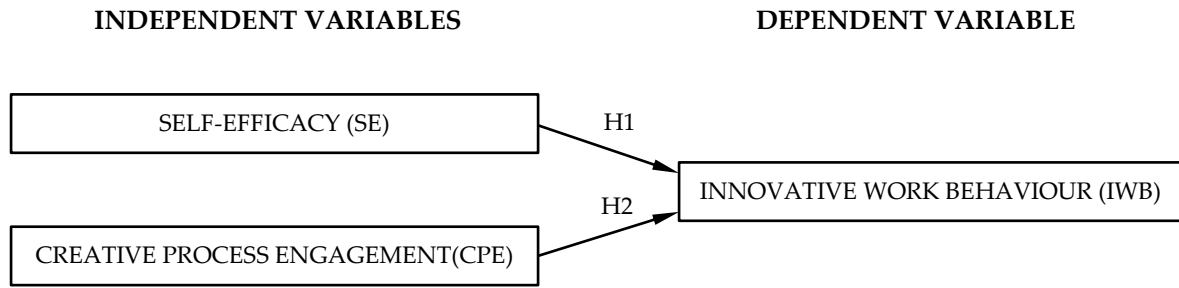 INDEPENDENT VARIABLES
DEPENDENT VARIABLE
SELF-EFFICACY (SE)
H1
INNOVATIVE WORK BEHAVIOUR (IWB)
H2
CREATIVE PROCESS ENGAGEMENT(CPE)